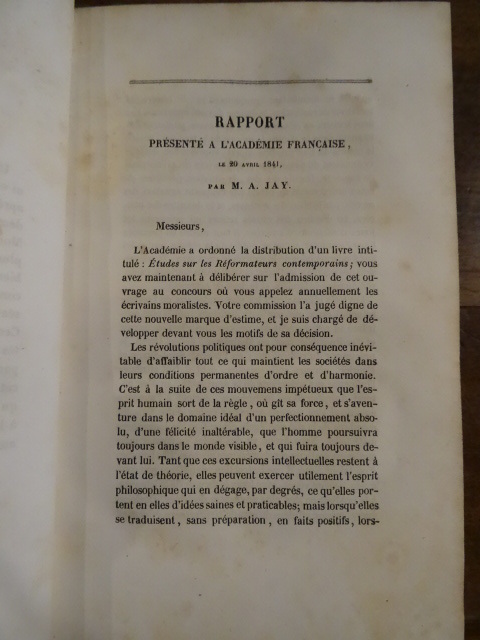 RAPPORT
PRÉSENTÉ A L'ACADÉMIE FRANÇAISE,
LE 20 AVRIL 1841,
PAR M. A. JAY.
Messieurs,
L'Académie a ordonné la distribution d'un livre inti-
tulé : Études sur les Réformateurs contemporains ; vous
avez maintenant à délibérer sur l'admission de cet ou-
vrage au concours où vous appelez annuellement les
écrivains moralistes. Votre commission l'a jugé digne de
cette nouvelle marque d'estime, et je suis chargé de dé-
velopper devant vous les motifs de sa décision.
Les révolutions politiques ont pour conséquence inévi-
table d'affaiblir tout ce qui maintient les sociétés dans
leurs conditions permanentes d'ordre et d'harmonie.
C'est à la suite de ces mouvemens impétueux que l'es-
prit humain sort de la règle, où gît sa force, et s'aven-
ture dans le domaine idéal d'un perfectionnement abso-
lu, d'une félicité inaltérable, que l'homme poursuivra
toujours dans le monde visible, et qui fuira toujours de-
vant lui. Tant que ces excursions intellectuelles restent à
l'état de théorie, elles peuvent exercer utilement l'esprit
philosophique qui en dégage, par degrés, ce qu'elles por-
tent en elles d'idées saines et praticables; mais lorsqu'elles
se traduisent, sans préparation, en faits positifs, lors-